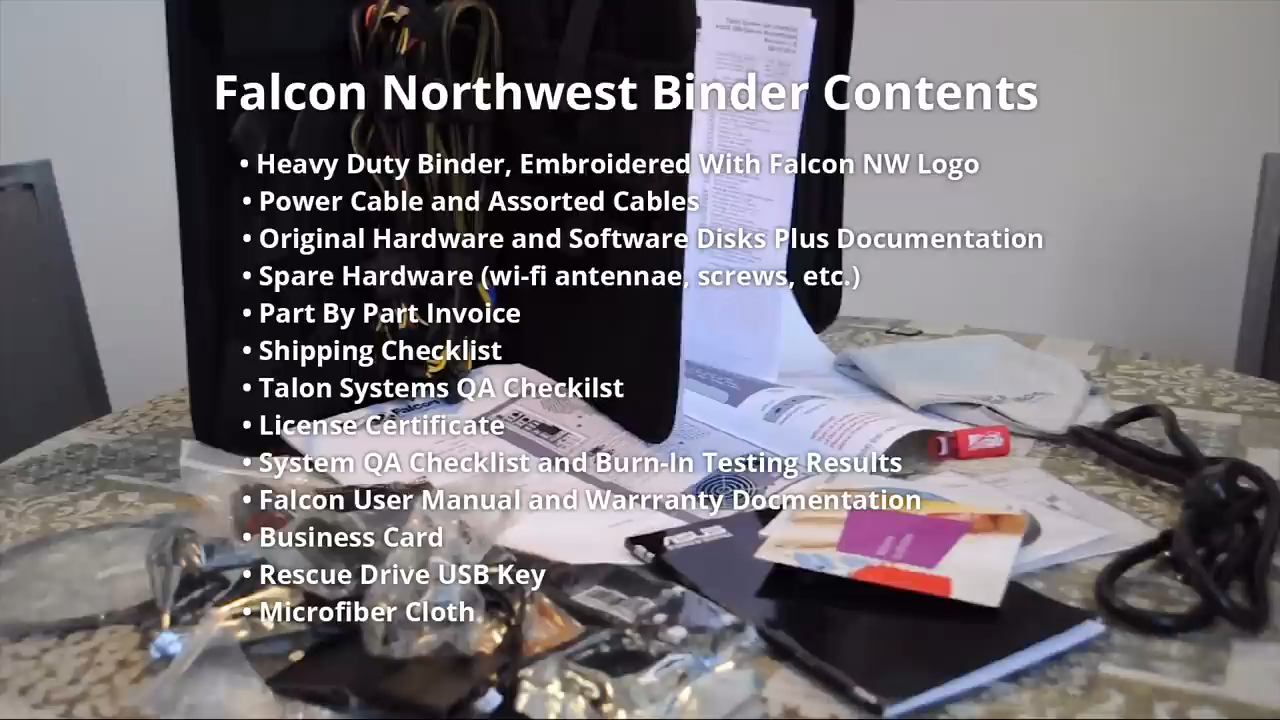 Falcon Northwest Binder Contents
• Heavy Duty Binder, Embroidered With Falcon NW Logo
• Power Cable and Assorted Cables
• Original Hardware and Software Disks Plus Documentation
• Spare Hardware (wi-fi antennae, screws, etc.)
• Part By Part Invoice
• Shipping Checklist
• Talon Systems QA Checkilst
• License Certificate
• System QA Checklist and Burn-In Testing Results
• Falcon User Manual and Warrranty Docmentation
• Business Card
• Rescue Drive USB Key
• Microfiber Cloth
Falcon
ASUS